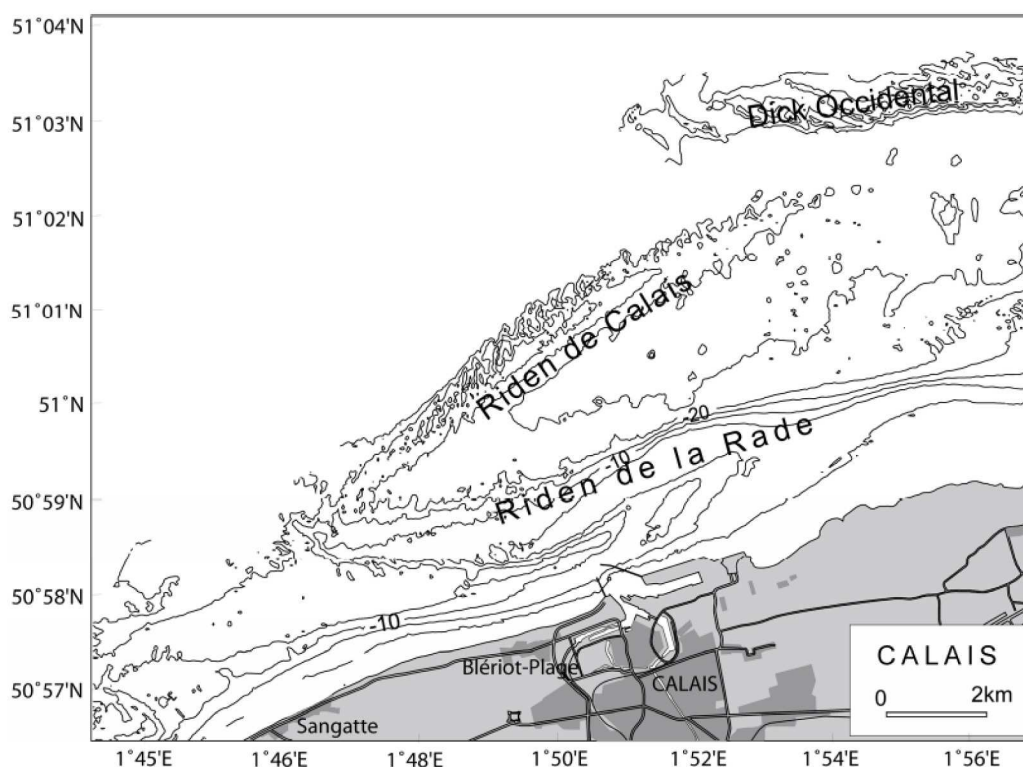 51˚04'N
Dick Occidental
51˚03'N
51˚02'N
Riden de Calais
51˚01'N
51˚N
-20
Riden de la Rade
-10
50˚59'N
50˚58'N
-10
Blériot-Plage
CALAIS
50˚57'N
Sangatte
CALAIS
0 2km
1˚45'E 1˚46'E 1˚48'E 1˚50'E 1˚52'E 1˚54'E 1˚56'E